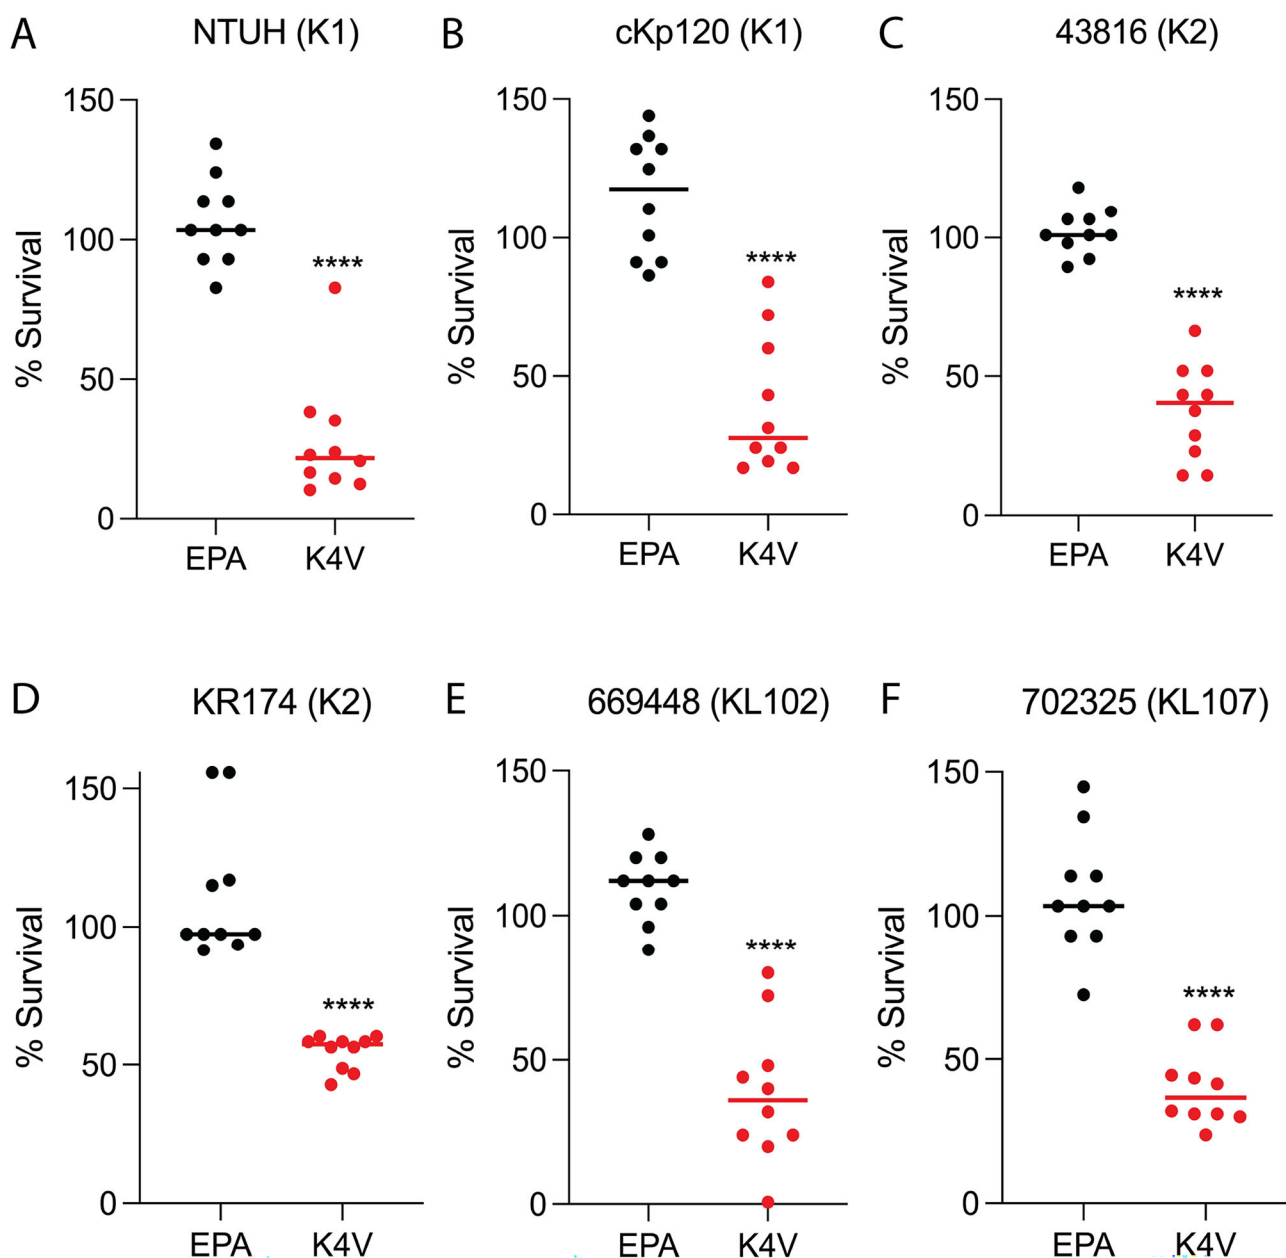 A NTUH (K1)
150
100
50
0
% Survival
****
EPA K4V
B cKp120 (K1)
150
100
50
0
% Survival
****
EPA K4V
C 43816 (K2)
150
100
50
0
% Survival
****
EPA K4V
D KR174 (K2)
150
100
50
0
% Survival
****
EPA K4V
E 669448 (KL102)
150
100
50
0
% Survival
****
EPA K4V
F 702325 (KL107)
150
100
50
0
% Survival
****
EPA K4V